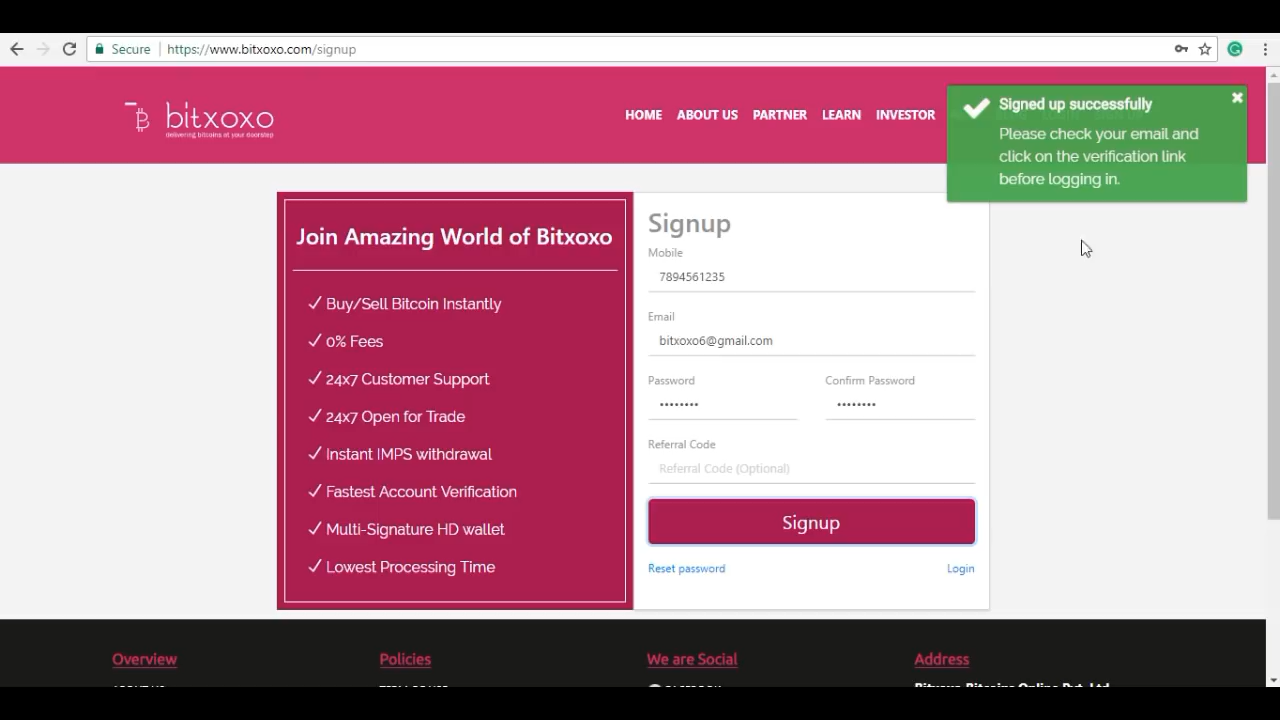 Secure
https://www.bitxoxo.com/signup
bitxoxo
delivering bitcoins at your doorstep
HOME ABOUT US PARTNER LEARN INVESTOR
Signed up successfully
Please check your email and
click on the verification link
before logging in.
Join Amazing World of Bitxoxo
Buy/Sell Bitcoin Instantly
0% Fees
24x7 Customer Support
24x7 Open for Trade
Instant IMPS withdrawal
Fastest Account Verification
Multi-Signature HD wallet
Lowest Processing Time
Signup
Mobile
7894561235
Email
bitxoxo6@gmail.com
Password Confirm Password
•••••••• ••••••••
Referral Code
Referral Code (Optional)
Signup
Reset password Login
Overview Policies We are Social Address